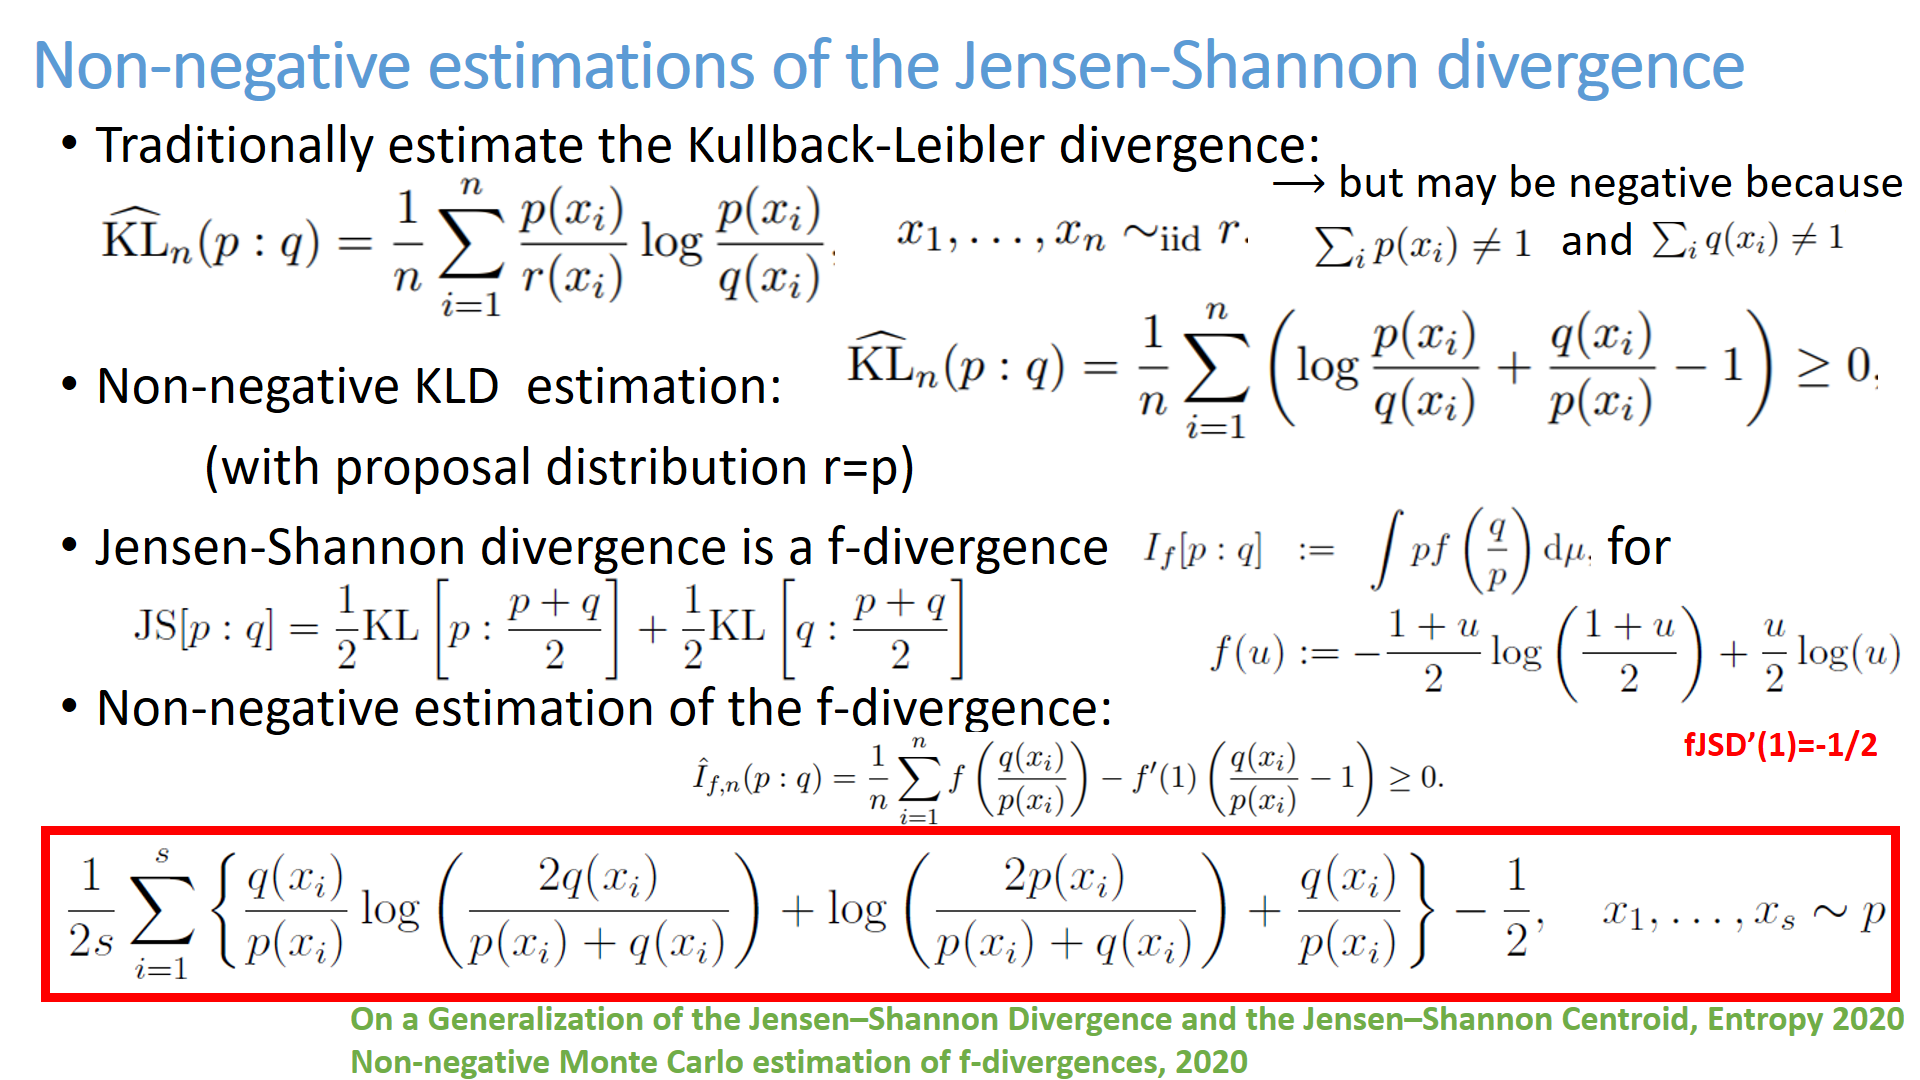 Non-negative estimations of the Jensen-Shannon divergence
• Traditionally estimate the Kullback-Leibler divergence:
$\widehat{\mathrm{KL}}_n(p:q) = \frac{1}{n}\sum_{i=1}^{n} \frac{p(x_i)}{r(x_i)} \log \frac{p(x_i)}{q(x_i)},$ $x_1, \ldots, x_n \sim_{\mathrm{iid}} r.$
⟶ but may be negative because
$\sum_i p(x_i) \neq 1$ and $\sum_i q(x_i) \neq 1$
• Non-negative KLD estimation:
$\widehat{\mathrm{KL}}_n(p:q) = \frac{1}{n}\sum_{i=1}^{n} \left(\log \frac{p(x_i)}{q(x_i)} + \frac{q(x_i)}{p(x_i)} - 1\right) \geq 0,$
(with proposal distribution r=p)
• Jensen-Shannon divergence is a f-divergence $I_f[p:q] := \int p f\left(\frac{q}{p}\right) \mathrm{d}\mu,$ for
$\mathrm{JS}[p:q] = \frac{1}{2}\mathrm{KL}\left[p : \frac{p+q}{2}\right] + \frac{1}{2}\mathrm{KL}\left[q : \frac{p+q}{2}\right]$
$f(u) := -\frac{1+u}{2} \log\left(\frac{1+u}{2}\right) + \frac{u}{2}\log(u)$
• Non-negative estimation of the f-divergence:
fJSD’(1)=-1/2
$\hat{I}_{f,n}(p:q) = \frac{1}{n}\sum_{i=1}^{n} f\left(\frac{q(x_i)}{p(x_i)}\right) - f'(1)\left(\frac{q(x_i)}{p(x_i)} - 1\right) \geq 0.$
$\frac{1}{2s}\sum_{i=1}^{s} \left\{\frac{q(x_i)}{p(x_i)} \log\left(\frac{2q(x_i)}{p(x_i)+q(x_i)}\right) + \log\left(\frac{2p(x_i)}{p(x_i)+q(x_i)}\right) + \frac{q(x_i)}{p(x_i)}\right\} - \frac{1}{2},$ $x_1, \ldots, x_s \sim p$
On a Generalization of the Jensen–Shannon Divergence and the Jensen–Shannon Centroid, Entropy 2020
Non-negative Monte Carlo estimation of f-divergences, 2020